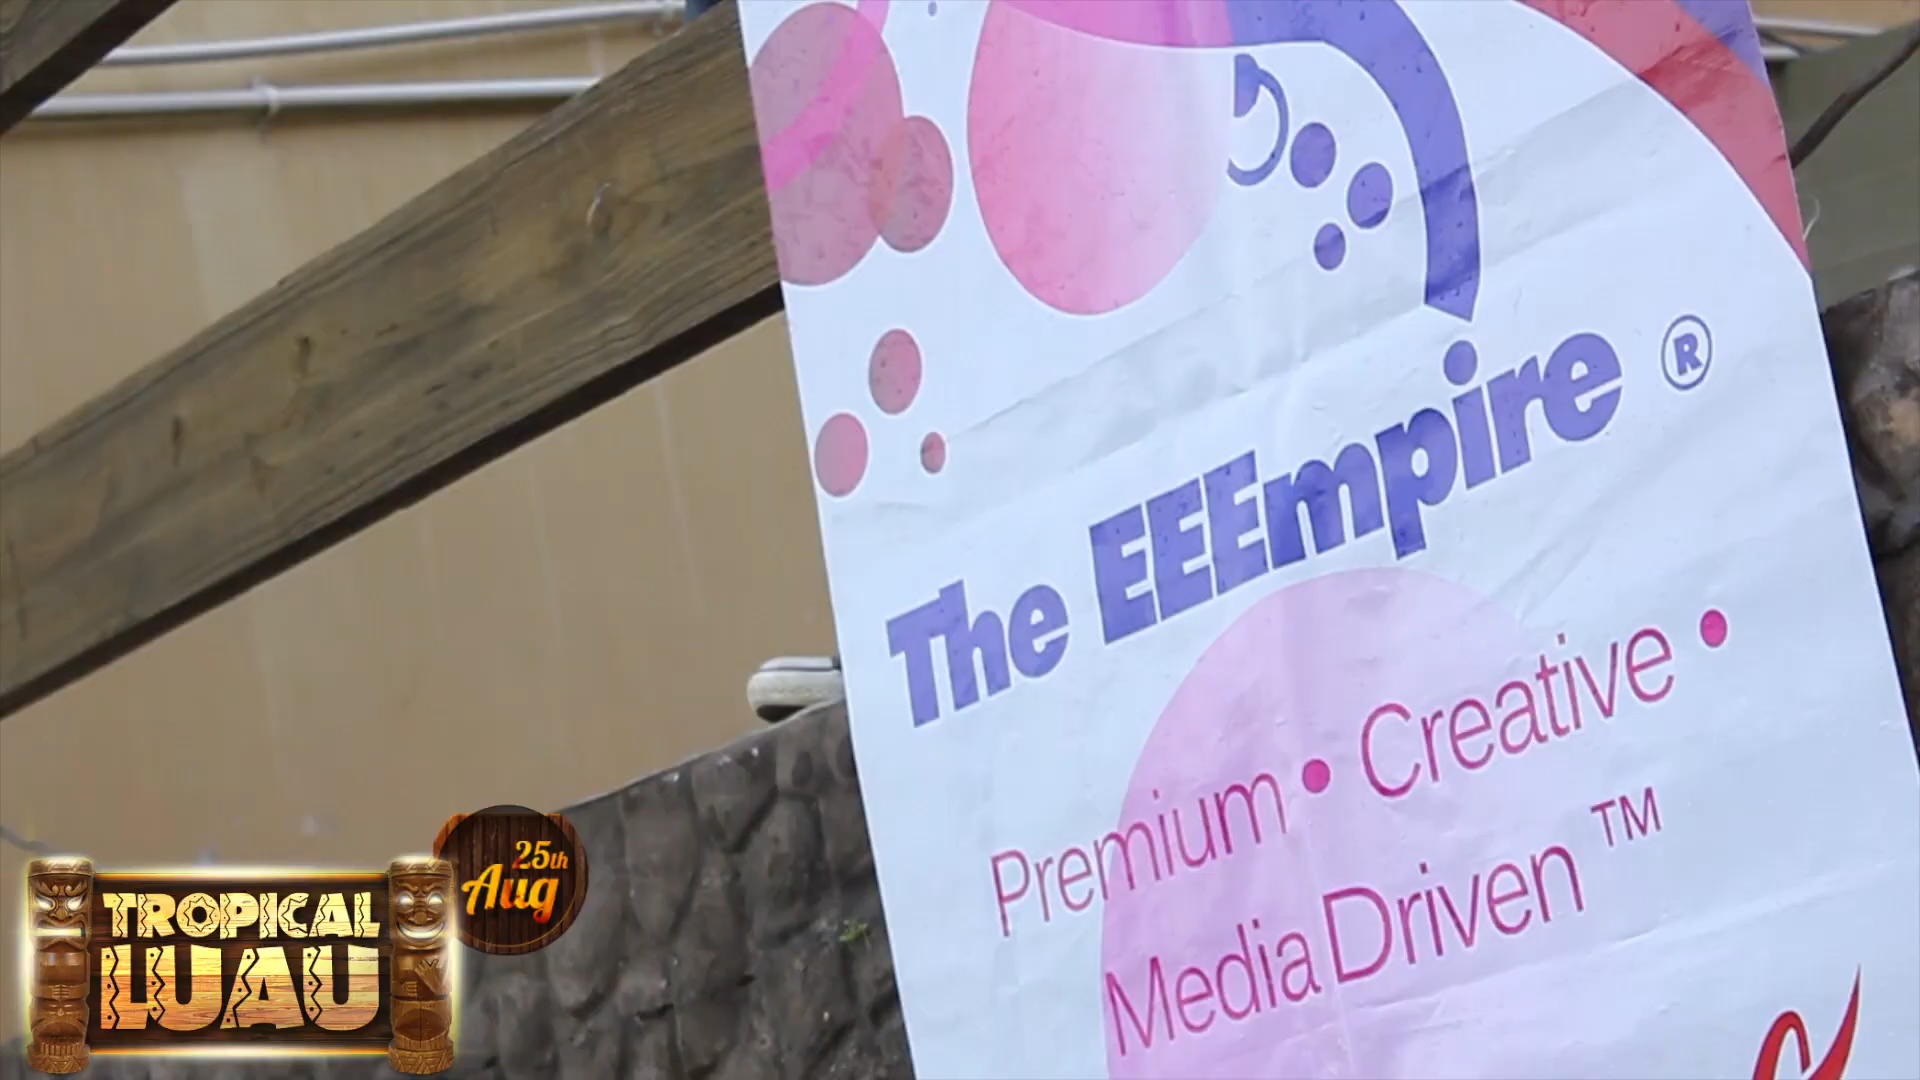 The EEEmpire ®
Premium • Creative •
Media Driven ™
25th
Aug
TROPICAL
LUAU